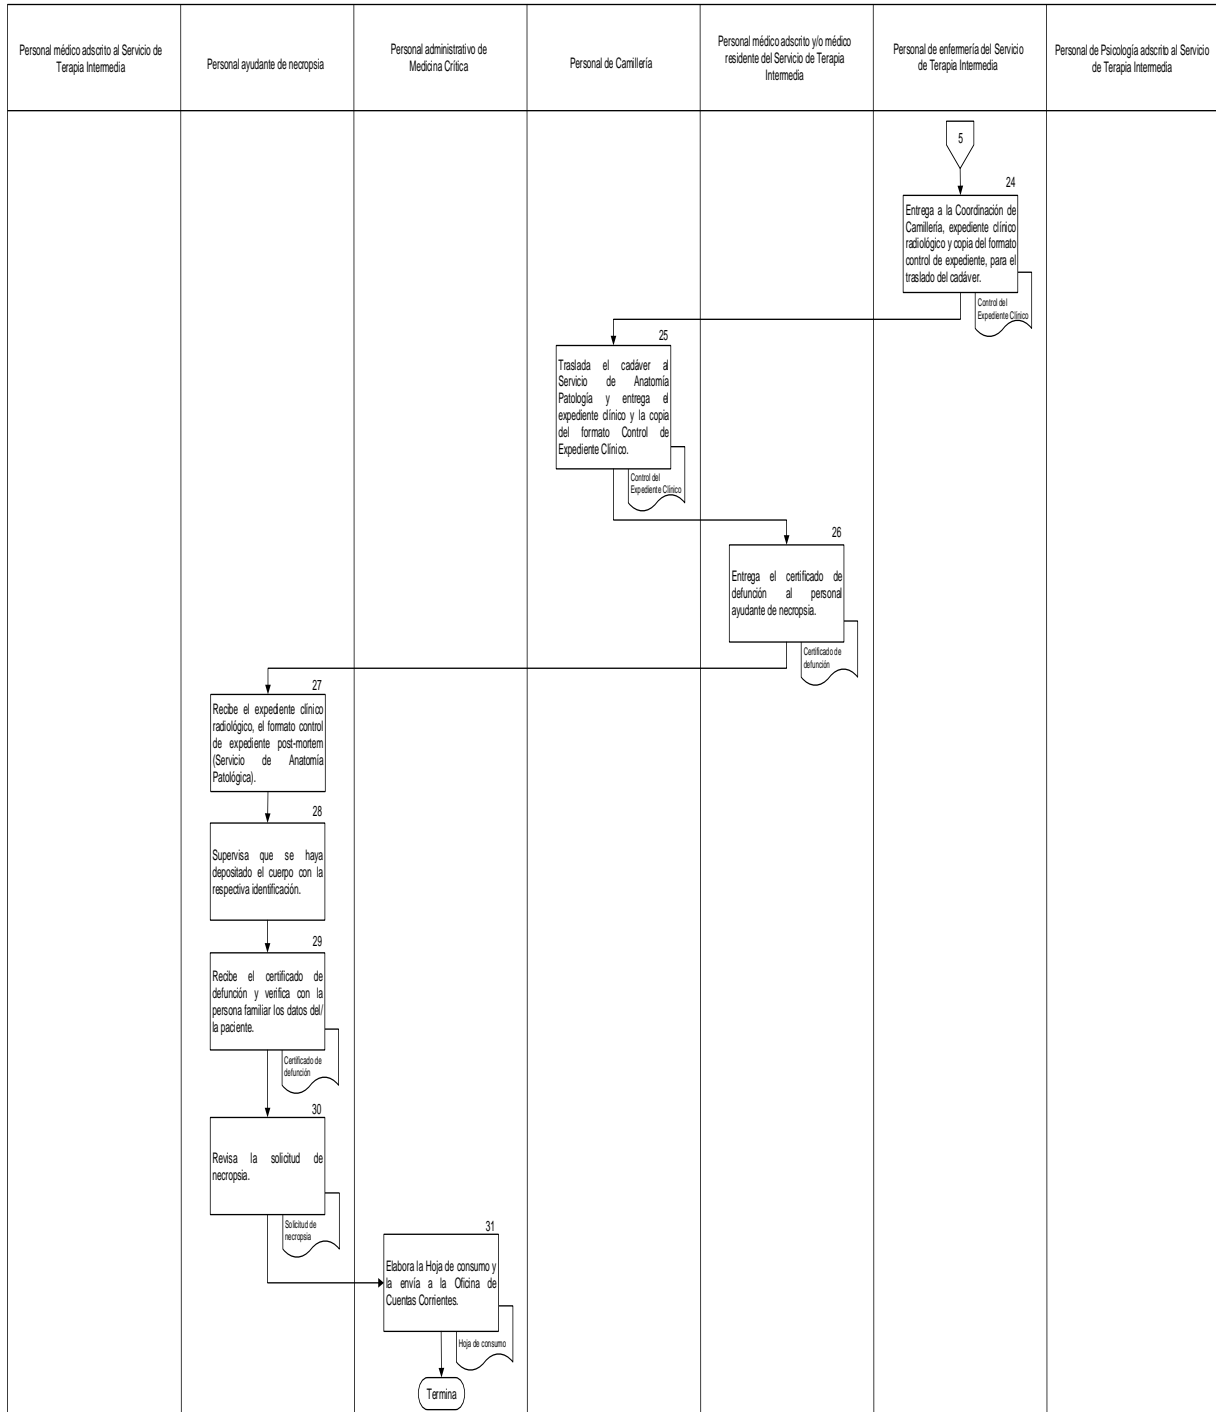 Personal médico adscrito al Servicio de
Terapia Intermedia
Personal ayudante de necropsia
Personal administrativo de
Medicina Crítica
Personal de Camillería
Personal médico adscrito y/o médico
residente del Servicio de Terapia
Intermedia
Personal de enfermería del Servicio
de Terapia Intermedia
Personal de Psicología adscrito al Servicio
de Terapia Intermedia
5
24
Entrega a la Coordinación de
Camillería, expediente clínico
radiológico y copia del formato
control de expediente, para el
traslado del cadáver.
Control del
Expediente Clínico
25
Traslada el cadáver al
Servicio de Anatomía
Patología y entrega el
expediente clínico y la copia
del formato Control de
Expediente Clínico.
Control del
Expediente Clínico
26
Entrega el certificado de
defunción al personal
ayudante de necropsia.
Certificado de
defunción
27
Recibe el expediente clínico
radiológico, el formato control
de expediente post-mortem
(Servicio de Anatomía
Patológica).
28
Supervisa que se haya
depositado el cuerpo con la
respectiva identificación.
29
Recibe el certificado de
defunción y verifica con la
persona familiar los datos del/
la paciente.
Certificado de
defunción
30
Revisa la solicitud de
necropsia.
Solicitud de
necropsia
31
Elabora la Hoja de consumo y
la envía a la Oficina de
Cuentas Corrientes.
Hoja de consumo
Termina